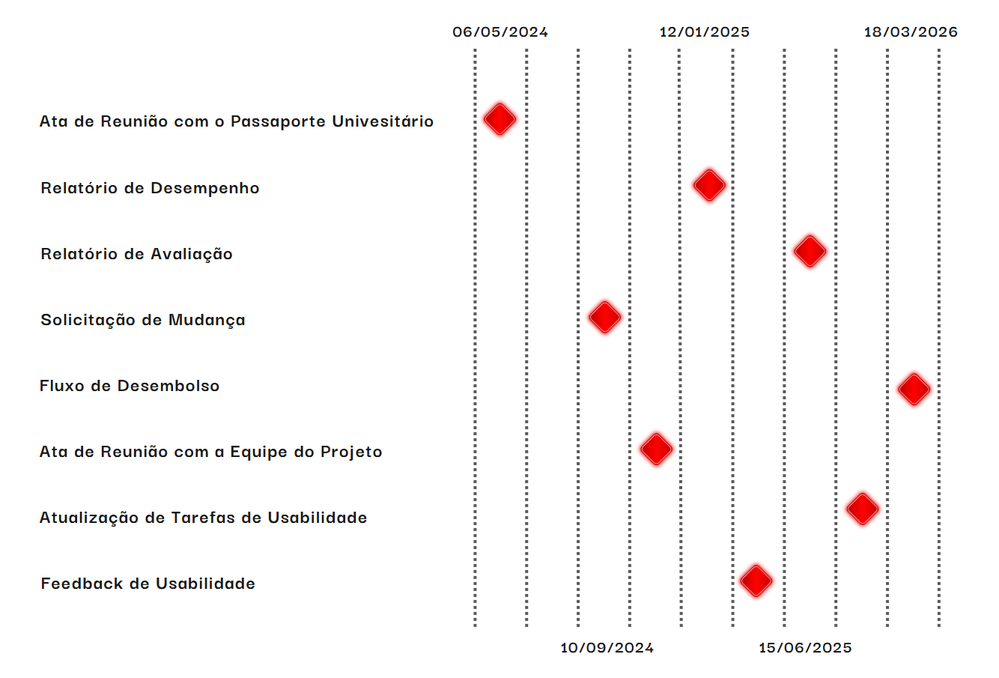 06/05/2024 12/01/2025 18/03/2026
Ata de Reunião com o Passaporte Univesitário
Relatório de Desempenho
Relatório de Avaliação
Solicitação de Mudança
Fluxo de Desembolso
Ata de Reunião com a Equipe do Projeto
Atualização de Tarefas de Usabilidade
Feedback de Usabilidade
10/09/2024 15/06/2025